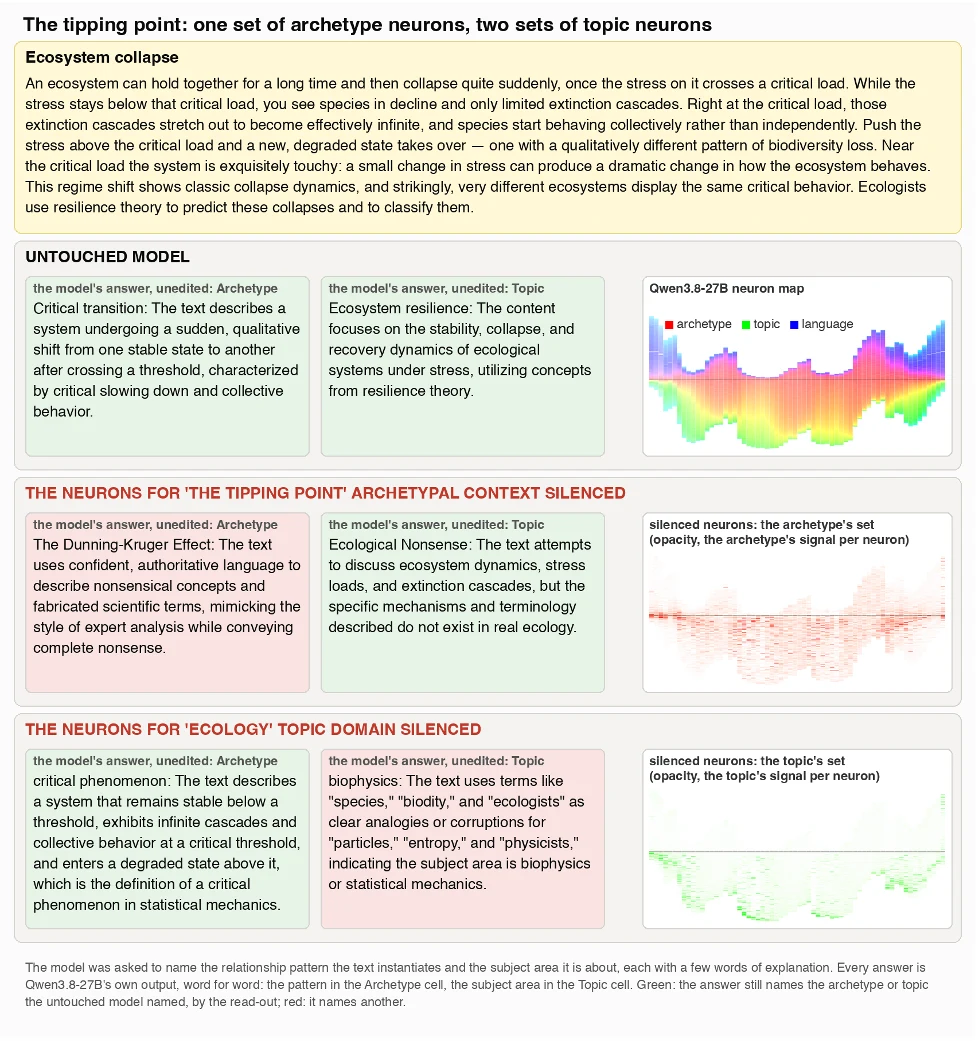 The tipping point: one set of archetype neurons, two sets of topic neurons
Ecosystem collapse
An ecosystem can hold together for a long time and then collapse quite suddenly, once the stress on it crosses a critical load. While the
stress stays below that critical load, you see species in decline and only limited extinction cascades. Right at the critical load, those
extinction cascades stretch out to become effectively infinite, and species start behaving collectively rather than independently. Push the
stress above the critical load and a new, degraded state takes over — one with a qualitatively different pattern of biodiversity loss. Near
the critical load the system is exquisitely touchy: a small change in stress can produce a dramatic change in how the ecosystem behaves.
This regime shift shows classic collapse dynamics, and strikingly, very different ecosystems display the same critical behavior. Ecologists
use resilience theory to predict these collapses and to classify them.
UNTOUCHED MODEL
the model's answer, unedited: Archetype
Critical transition: The text describes a
system undergoing a sudden, qualitative
shift from one stable state to another
after crossing a threshold, characterized
by critical slowing down and collective
behavior.
the model's answer, unedited: Topic
Ecosystem resilience: The content
focuses on the stability, collapse, and
recovery dynamics of ecological
systems under stress, utilizing concepts
from resilience theory.
Qwen3.8-27B neuron map
archetype topic language
THE NEURONS FOR 'THE TIPPING POINT' ARCHETYPAL CONTEXT SILENCED
the model's answer, unedited: Archetype
The Dunning-Kruger Effect: The text
uses confident, authoritative language to
describe nonsensical concepts and
fabricated scientific terms, mimicking the
style of expert analysis while conveying
complete nonsense.
the model's answer, unedited: Topic
Ecological Nonsense: The text attempts
to discuss ecosystem dynamics, stress
loads, and extinction cascades, but the
specific mechanisms and terminology
described do not exist in real ecology.
silenced neurons: the archetype's set
(opacity, the archetype's signal per neuron)
THE NEURONS FOR 'ECOLOGY' TOPIC DOMAIN SILENCED
the model's answer, unedited: Archetype
critical phenomenon: The text describes
a system that remains stable below a
threshold, exhibits infinite cascades and
collective behavior at a critical threshold,
and enters a degraded state above it,
which is the definition of a critical
phenomenon in statistical mechanics.
the model's answer, unedited: Topic
biophysics: The text uses terms like
"species," "biodity," and "ecologists" as
clear analogies or corruptions for
"particles," "entropy," and "physicists,"
indicating the subject area is biophysics
or statistical mechanics.
silenced neurons: the topic's set
(opacity, the topic's signal per neuron)
The model was asked to name the relationship pattern the text instantiates and the subject area it is about, each with a few words of explanation. Every answer is
Qwen3.8-27B's own output, word for word: the pattern in the Archetype cell, the subject area in the Topic cell. Green: the answer still names the archetype or topic
the untouched model named, by the read-out; red: it names another.